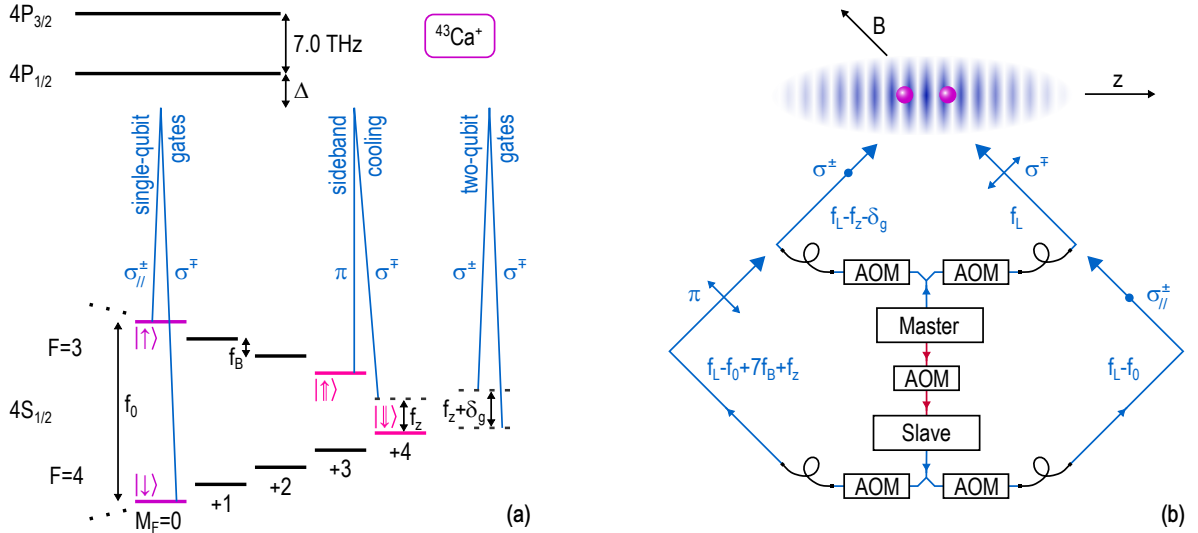 4P3/2
7.0 THz
⁴³Ca⁺
4P1/2
Δ
single-qubit gates
sideband cooling
two-qubit gates
σ//± σ∓
π σ∓
σ± σ∓
F=3
|↑⟩
fB
f0
|⇑⟩
|⇓⟩
fz
fz+δg
4S1/2
F=4
|↓⟩
+1
+2
+3
+4
MF=0
(a)
B
z
σ±
σ∓
fL-fz-δg
fL
AOM
AOM
π
σ//±
Master
fL-f0+7fB+fz
AOM
fL-f0
Slave
AOM
AOM
(b)